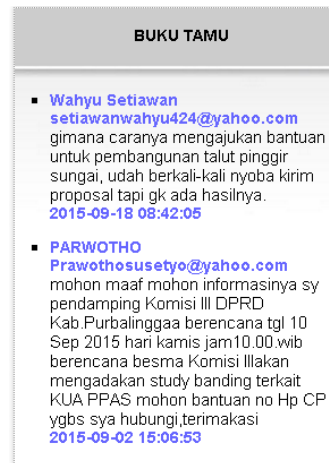 BUKU TAMU
Wahyu Setiawan
setiawanwahyu424@yahoo.com
gimana caranya mengajukan bantuan
untuk pembangunan talut pinggir
sungai, udah berkali-kali nyoba kirim
proposal tapi gk ada hasilnya.
2015-09-18 08:42:05
PARWOTHO
Prawothosusetyo@yahoo.com
mohon maaf mohon informasinya sy
pendamping Komisi III DPRD
Kab.Purbalinggaa berencana tgl 10
Sep 2015 hari kamis jam10.00.wib
berencana besma Komisi IIIakan
mengadakan study banding terkait
KUA PPAS mohon bantuan no Hp CP
ygbs sya hubungi,terimakasi
2015-09-02 15:06:53